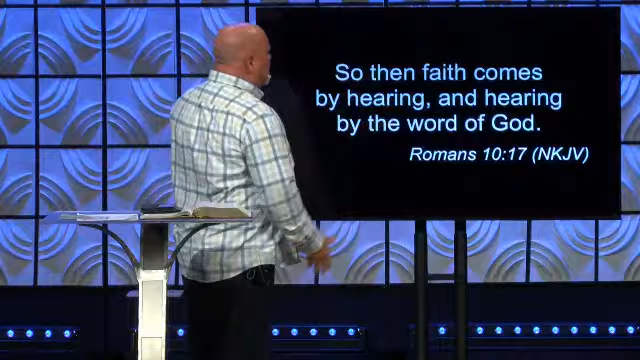 So then faith comes
by hearing, and hearing
by the word of God.
Romans 10:17 (NKJV)